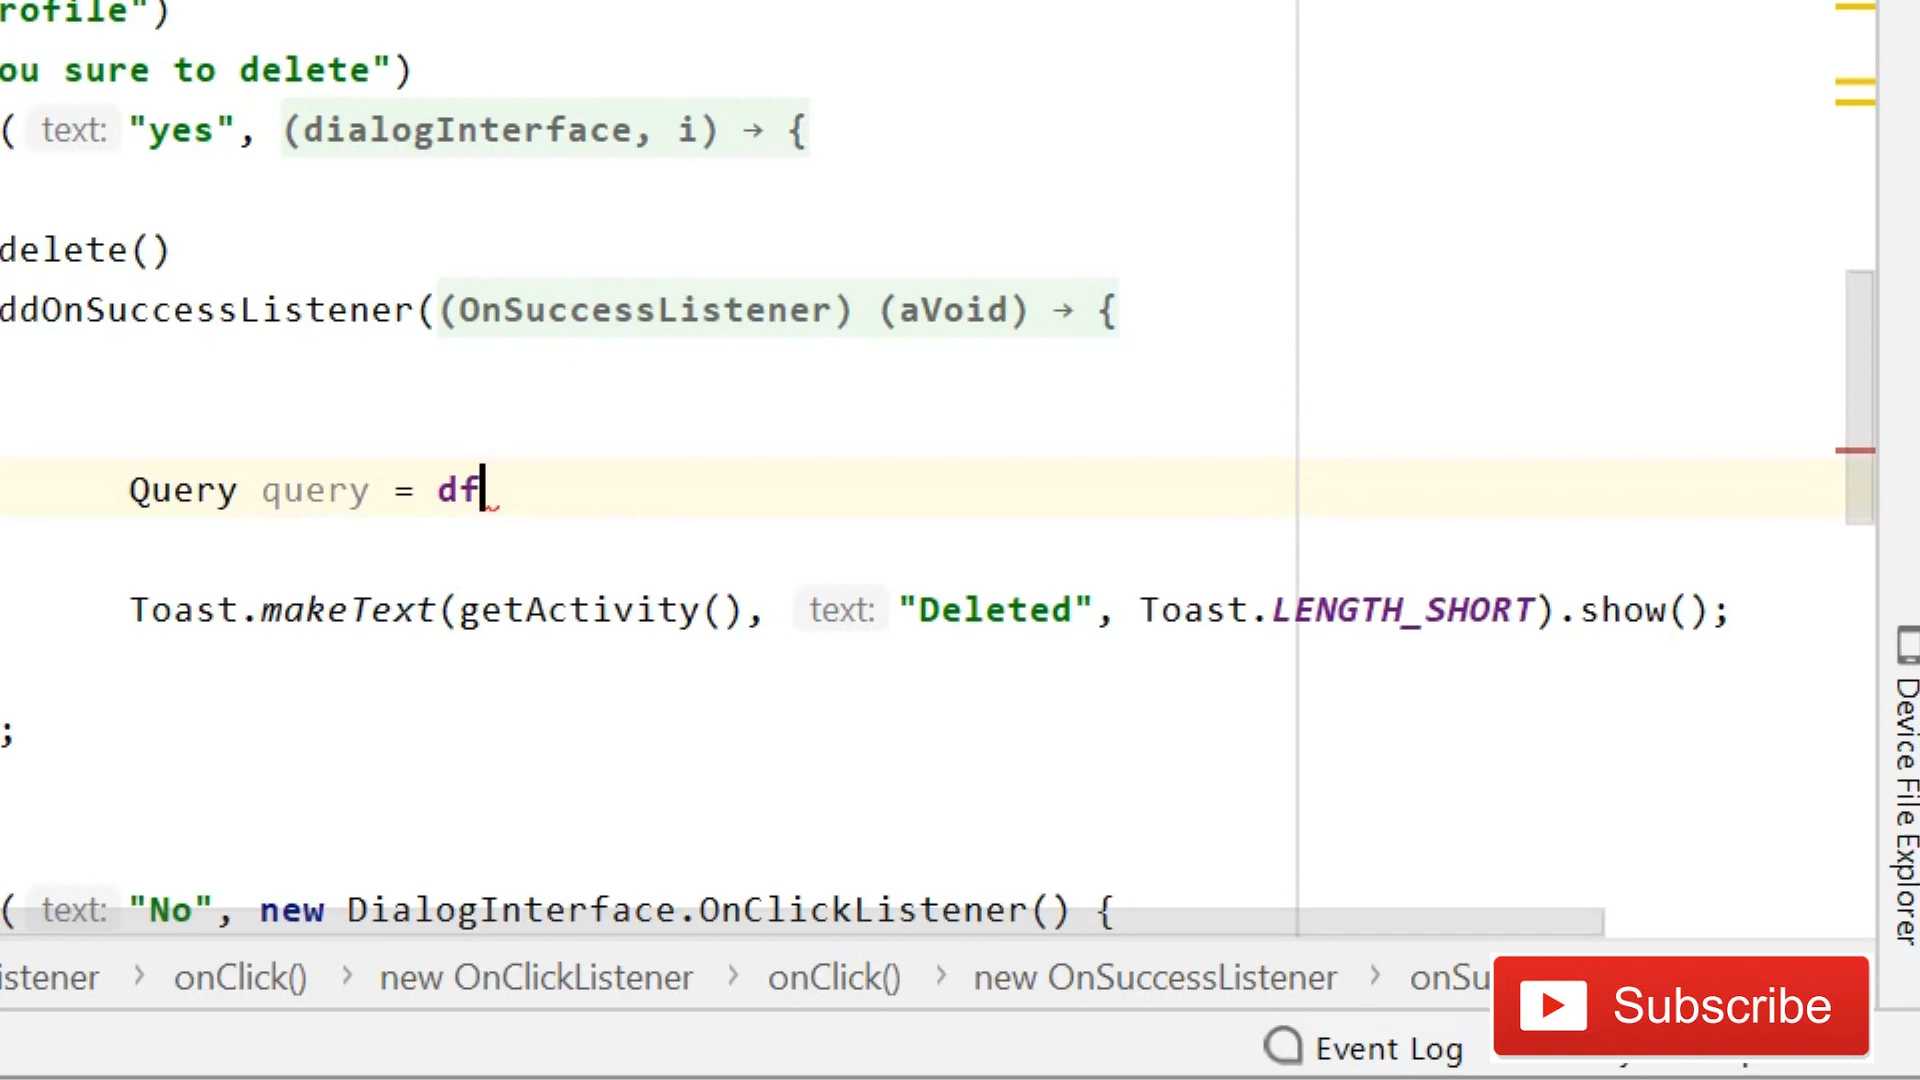 rofile")
ou sure to delete")
( text: "yes", (dialogInterface, i) → {
delete()
ddOnSuccessListener((OnSuccessListener) (aVoid) → {
Query query = df
Toast.makeText(getActivity(), text: "Deleted", Toast.LENGTH_SHORT).show();
;
( text: "No", new DialogInterface.OnClickListener() {
istener › onClick() › new OnClickListener › onClick() › new OnSuccessListener › onSu
Subscribe
Event Log
Device File Explorer